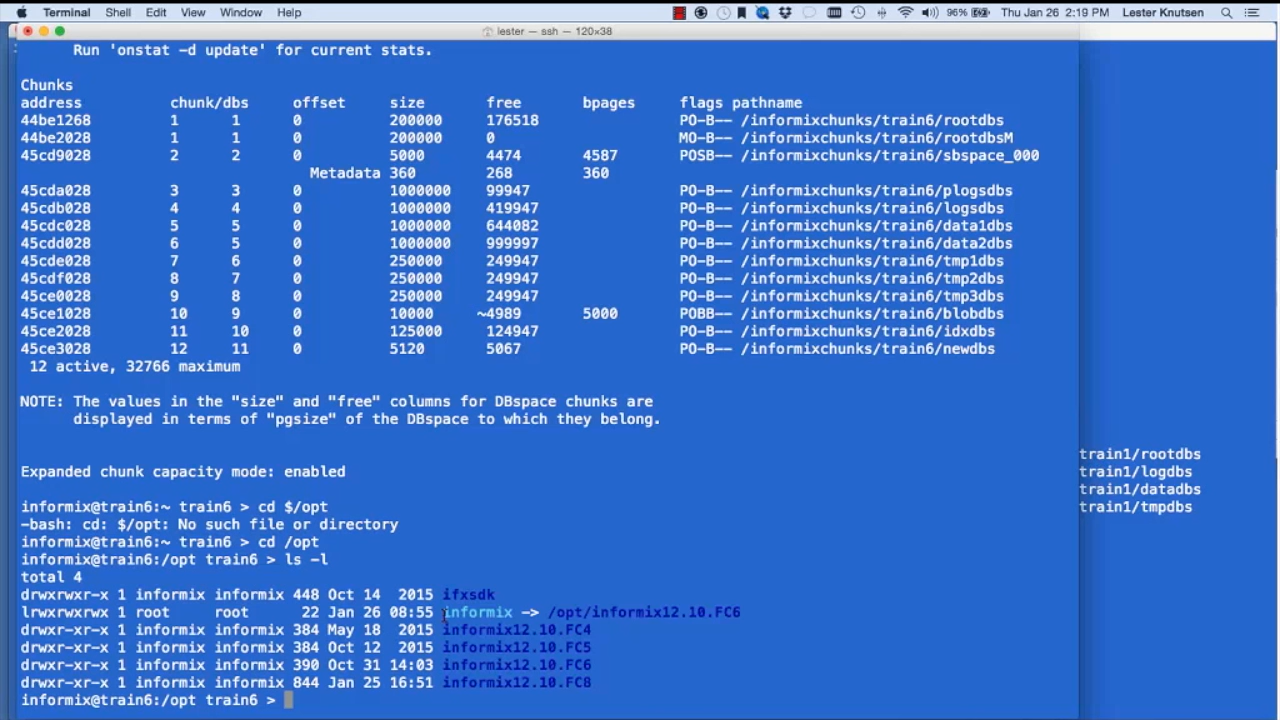 Terminal Shell Edit View Window Help 96% Thu Jan 26 2:19 PM Lester Knutsen
lester — ssh — 120×38
Run 'onstat -d update' for current stats.
Chunks
address chunk/dbs offset size free bpages flags pathname
44be1268 1 1 0 200000 176518 PO-B-- /informixchunks/train6/rootdbs
44be2028 1 1 0 200000 0 MO-B-- /informixchunks/train6/rootdbsM
45cd9028 2 2 0 5000 4474 4587 POSB-- /informixchunks/train6/sbspace_000
Metadata 360 268 360
45cda028 3 3 0 1000000 99947 PO-B-- /informixchunks/train6/plogsdbs
45cdb028 4 4 0 1000000 419947 PO-B-- /informixchunks/train6/logsdbs
45cdc028 5 5 0 1000000 644082 PO-B-- /informixchunks/train6/data1dbs
45cdd028 6 5 0 1000000 999997 PO-B-- /informixchunks/train6/data2dbs
45cde028 7 6 0 250000 249947 PO-B-- /informixchunks/train6/tmp1dbs
45cdf028 8 7 0 250000 249947 PO-B-- /informixchunks/train6/tmp2dbs
45ce0028 9 8 0 250000 249947 PO-B-- /informixchunks/train6/tmp3dbs
45ce1028 10 9 0 10000 ~4989 5000 POBB-- /informixchunks/train6/blobdbs
45ce2028 11 10 0 125000 124947 PO-B-- /informixchunks/train6/idxdbs
45ce3028 12 11 0 5120 5067 PO-B-- /informixchunks/train6/newdbs
12 active, 32766 maximum
NOTE: The values in the "size" and "free" columns for DBspace chunks are
displayed in terms of "pgsize" of the DBspace to which they belong.
Expanded chunk capacity mode: enabled
informix@train6:~ train6 > cd $/opt
-bash: cd: $/opt: No such file or directory
informix@train6:~ train6 > cd /opt
informix@train6:/opt train6 > ls -l
total 4
drwxrwxr-x 1 informix informix 448 Oct 14 2015 ifxsdk
lrwxrwxrwx 1 root root 22 Jan 26 08:55 informix -> /opt/informix12.10.FC6
drwxr-xr-x 1 informix informix 384 May 18 2015 informix12.10.FC4
drwxr-xr-x 1 informix informix 384 Oct 12 2015 informix12.10.FC5
drwxr-xr-x 1 informix informix 390 Oct 31 14:03 informix12.10.FC6
drwxr-xr-x 1 informix informix 844 Jan 25 16:51 informix12.10.FC8
informix@train6:/opt train6 >
train1/rootdbs
train1/logdbs
train1/datadbs
train1/tmpdbs